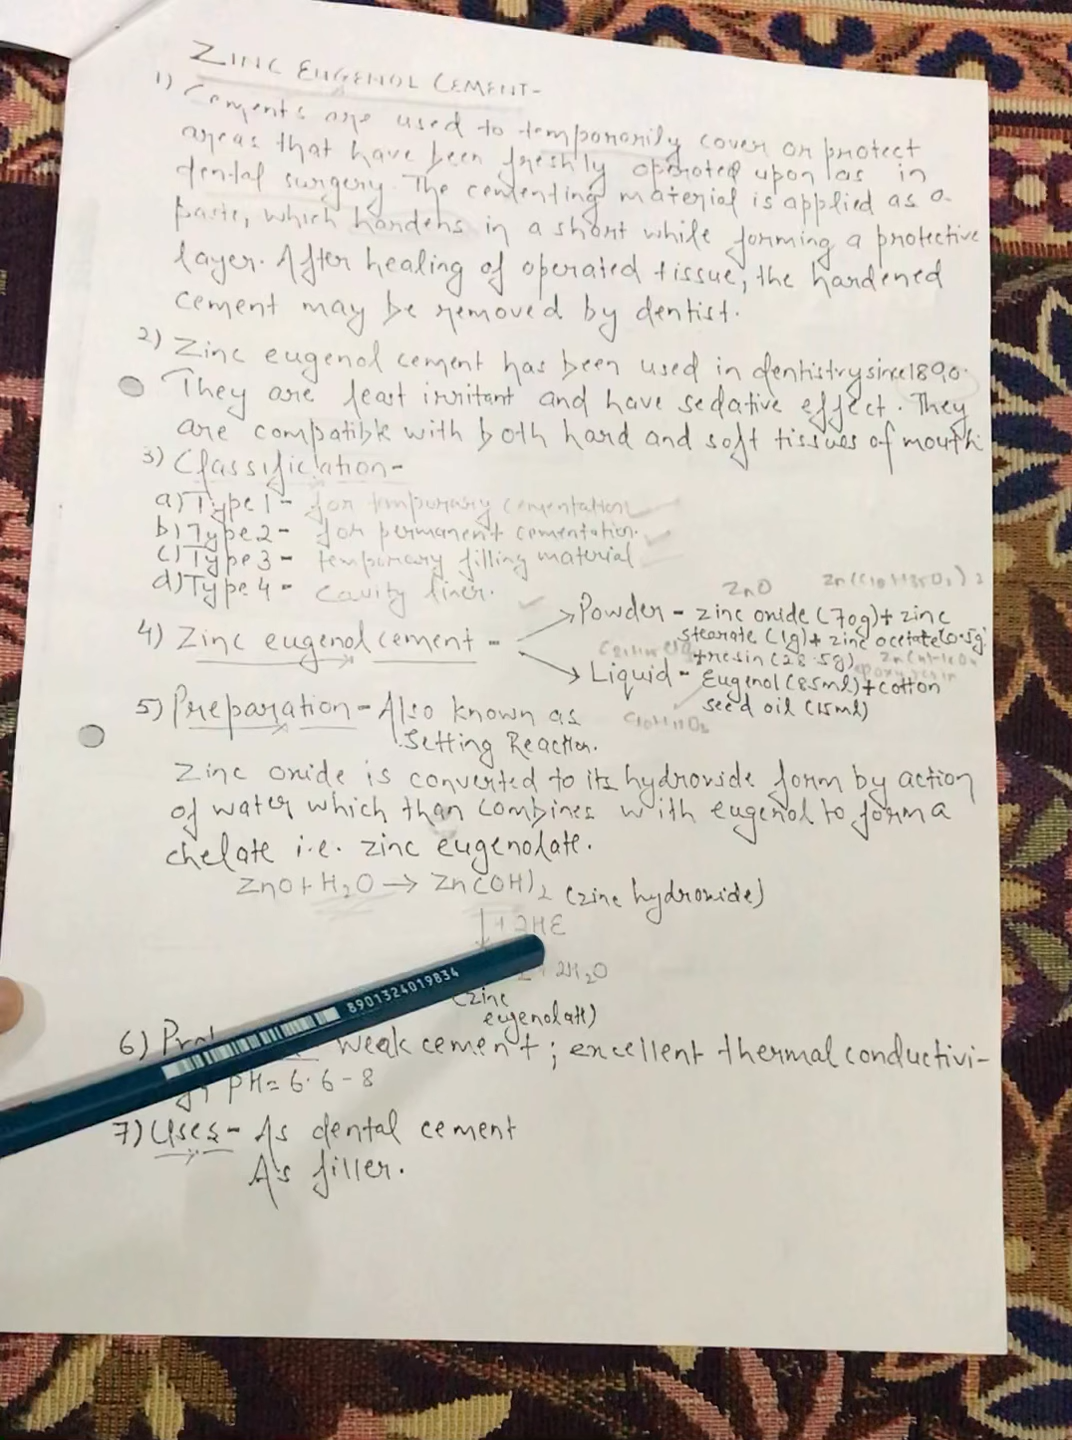 ZINC EUGENOL CEMENT-
1) Cements are used to temporarily cover or protect
areas that have been freshly operated upon as in
dental surgery. The cementing material is applied as a
paste, which hardens in a short while forming a protective
layer. After healing of operated tissue, the hardened
cement may be removed by dentist.
2) Zinc eugenol cement has been used in dentistry since 1890.
They are least irritant and have sedative effect. They
are compatible with both hard and soft tissues of mouth.
3) Classification-
a) Type 1 - for temporary cementation
b) Type 2 - for permanent cementation.
c) Type 3 - temporary filling material
d) Type 4 - cavity liner.
ZnO
4) Zinc eugenol cement -
Powder - zinc oxide (70g) + zinc
stearate (1g) + zinc acetate (0.5g)
+ resin (28.5g)
Liquid - Eugenol (85ml) + cotton
seed oil (15ml)
5) Preparation - Also known as
Setting Reaction.
Zinc oxide is converted to its hydroxide form by action
of water which than combines with eugenol to form a
chelate i.e. zinc eugenolate.
ZnO + H2O → Zn(OH)2 (zinc hydroxide)
↓ + 2HE
+ 2H2O
(zinc
eugenolate)
6) weak cement; excellent thermal conductivi-
pH = 6.6-8
8901324019834
7) Uses - As dental cement
As filler.